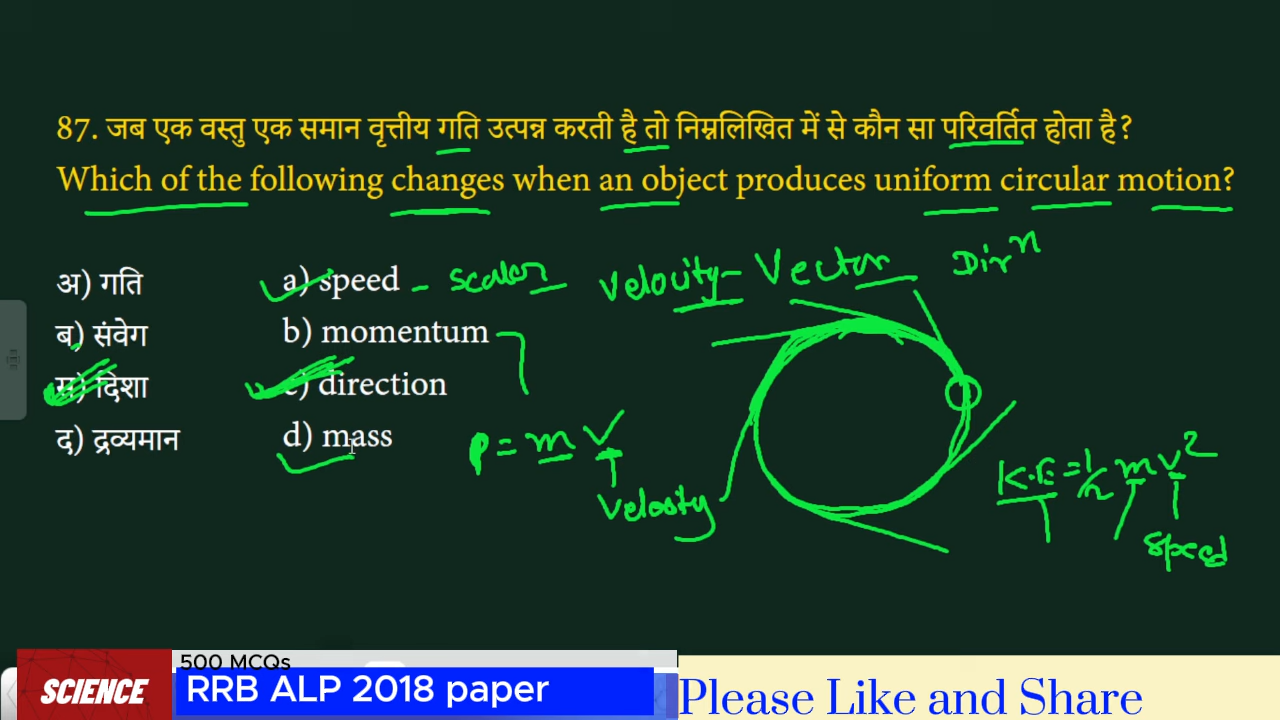 87. जब एक वस्तु एक समान वृत्तीय गति उत्पन्न करती है तो निम्नलिखित में से कौन सा परिवर्तित होता है?
Which of the following changes when an object produces uniform circular motion?
अ) गति
a) speed - scalar
velocity- Vector Dirⁿ
ब) संवेग
b) momentum
स) दिशा
c) direction
द) द्रव्यमान
d) mass
P = m v
velocity
K.E = 1/2 m v²
speed
500 MCQs
SCIENCE
RRB ALP 2018 paper
Please Like and Share